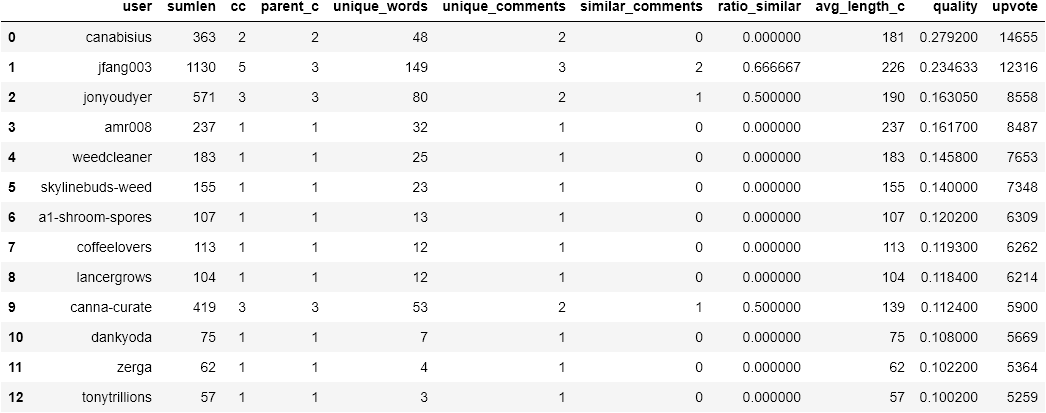 user sumlen cc parent_c unique_words unique_comments similar_comments ratio_similar avg_length_c quality upvote
0 canabisius 363 2 2 48 2 0 0.000000 181 0.279200 14655
1 jfang003 1130 5 3 149 3 2 0.666667 226 0.234633 12316
2 jonyoudyer 571 3 3 80 2 1 0.500000 190 0.163050 8558
3 amr008 237 1 1 32 1 0 0.000000 237 0.161700 8487
4 weedcleaner 183 1 1 25 1 0 0.000000 183 0.145800 7653
5 skylinebuds-weed 155 1 1 23 1 0 0.000000 155 0.140000 7348
6 a1-shroom-spores 107 1 1 13 1 0 0.000000 107 0.120200 6309
7 coffeelovers 113 1 1 12 1 0 0.000000 113 0.119300 6262
8 lancergrows 104 1 1 12 1 0 0.000000 104 0.118400 6214
9 canna-curate 419 3 3 53 2 1 0.500000 139 0.112400 5900
10 dankyoda 75 1 1 7 1 0 0.000000 75 0.108000 5669
11 zerga 62 1 1 4 1 0 0.000000 62 0.102200 5364
12 tonytrillions 57 1 1 3 1 0 0.000000 57 0.100200 5259